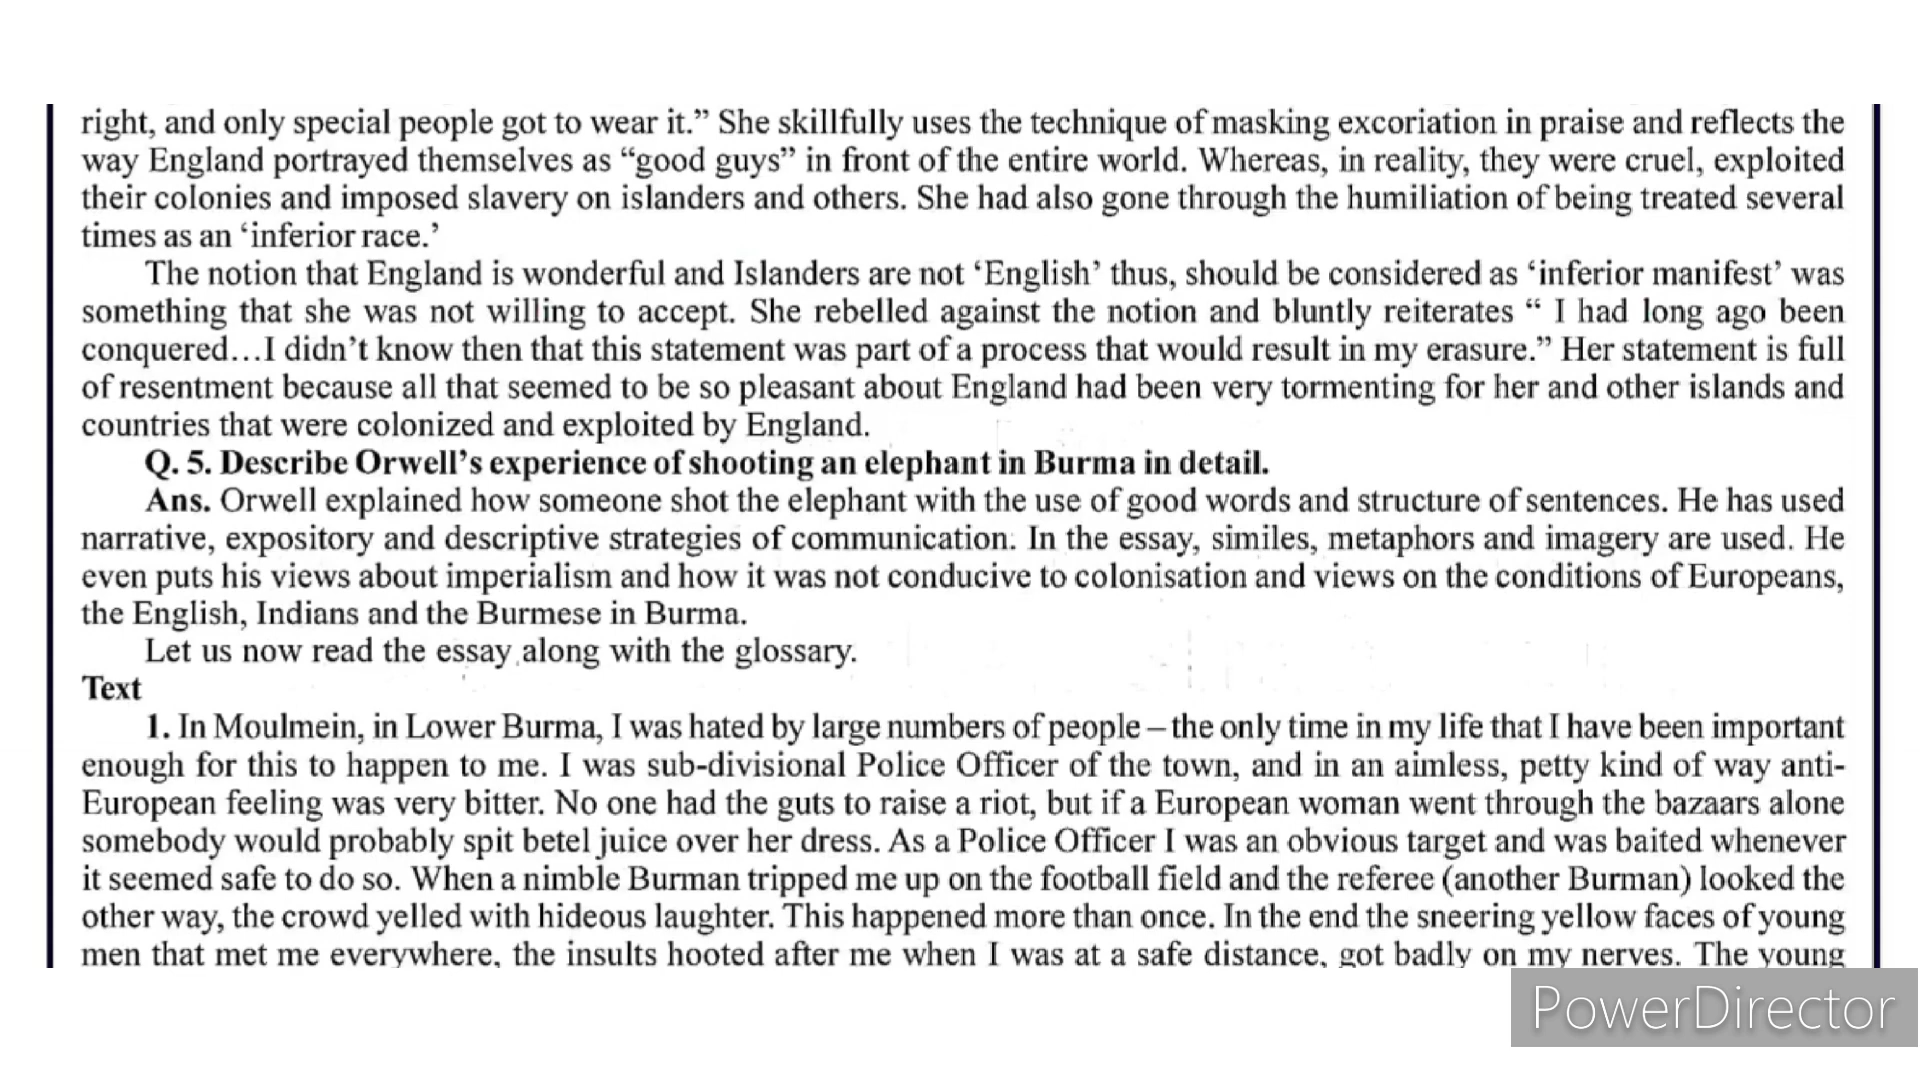 right, and only special people got to wear it.” She skillfully uses the technique of masking excoriation in praise and reflects the
way England portrayed themselves as “good guys” in front of the entire world. Whereas, in reality, they were cruel, exploited
their colonies and imposed slavery on islanders and others. She had also gone through the humiliation of being treated several
times as an ‘inferior race.’
The notion that England is wonderful and Islanders are not ‘English’ thus, should be considered as ‘inferior manifest’ was
something that she was not willing to accept. She rebelled against the notion and bluntly reiterates “ I had long ago been
conquered…I didn’t know then that this statement was part of a process that would result in my erasure.” Her statement is full
of resentment because all that seemed to be so pleasant about England had been very tormenting for her and other islands and
countries that were colonized and exploited by England.
Q. 5. Describe Orwell’s experience of shooting an elephant in Burma in detail.
Ans. Orwell explained how someone shot the elephant with the use of good words and structure of sentences. He has used
narrative, expository and descriptive strategies of communication. In the essay, similes, metaphors and imagery are used. He
even puts his views about imperialism and how it was not conducive to colonisation and views on the conditions of Europeans,
the English, Indians and the Burmese in Burma.
Let us now read the essay along with the glossary.
Text
1. In Moulmein, in Lower Burma, I was hated by large numbers of people – the only time in my life that I have been important
enough for this to happen to me. I was sub-divisional Police Officer of the town, and in an aimless, petty kind of way anti-
European feeling was very bitter. No one had the guts to raise a riot, but if a European woman went through the bazaars alone
somebody would probably spit betel juice over her dress. As a Police Officer I was an obvious target and was baited whenever
it seemed safe to do so. When a nimble Burman tripped me up on the football field and the referee (another Burman) looked the
other way, the crowd yelled with hideous laughter. This happened more than once. In the end the sneering yellow faces of young
men that met me everywhere, the insults hooted after me when I was at a safe distance, got badly on my nerves. The young
PowerDirector